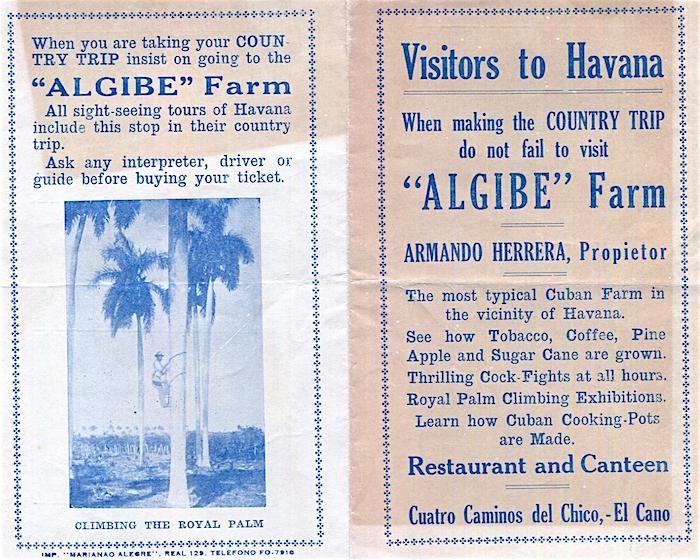 When you are taking your COUN-
TRY TRIP insist on going to the
"ALGIBE" Farm
All sight-seeing tours of Havana
include this stop in their country
trip.
Ask any interpreter, driver or
guide before buying your ticket.
CLIMBING THE ROYAL PALM
IMP. "MARIANAO ALEGRE", REAL 129, TELEFONO FO-7916
Visitors to Havana
When making the COUNTRY TRIP
do not fail to visit
"ALGIBE" Farm
ARMANDO HERRERA, Propietor
The most typical Cuban Farm in
the vicinity of Havana.
See how Tobacco, Coffee, Pine
Apple and Sugar Cane are grown.
Thrilling Cock-Fights at all hours.
Royal Palm Climbing Exhibitions.
Learn how Cuban Cooking-Pots
are Made.
Restaurant and Canteen
Cuatro Caminos del Chico,-El Cano